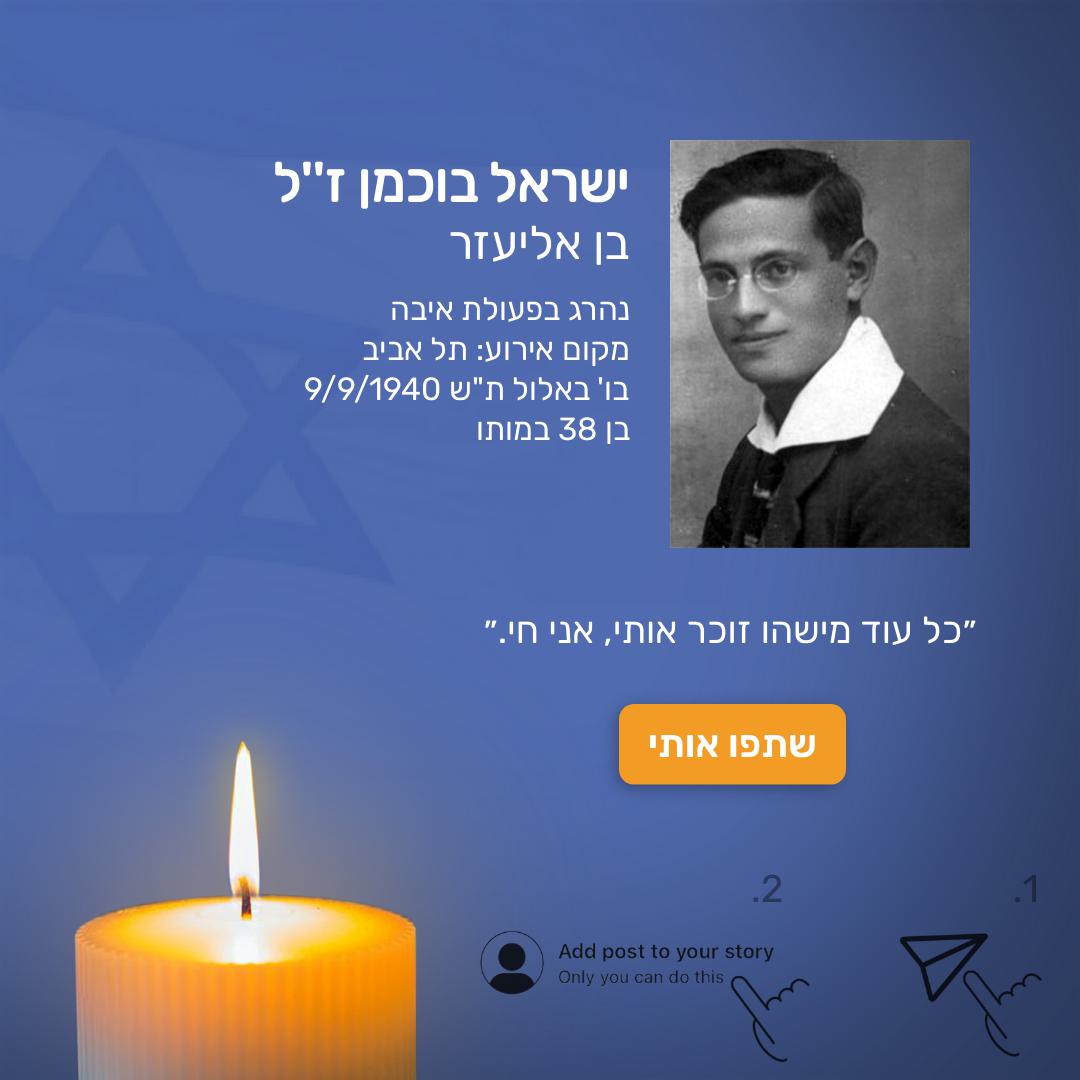 ישראל בוכמן ז"ל
בן אליעזר
נהרג בפעולת איבה
מקום אירוע: תל אביב
בו' באלול ת"ש 9/9/1940
בן 38 במותו
״כל עוד מישהו זוכר אותי, אני חי.״
שתפו אותי
1.
2.
Add post to your story
Only you can do this